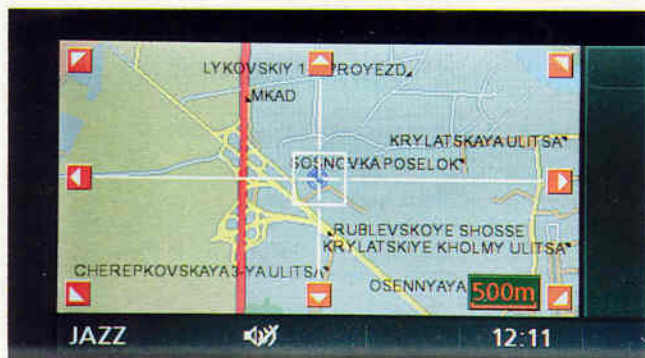 LYKOVSKIY 1 PROYEZD
MKAD
KRYLATSKAYA ULITSA
SOSNOVKA POSELOK
RUBLEVSKOYE SHOSSE
KRYLATSKIYE KHOLMY ULITSA
CHEREPKOVSKAYA 3-YA ULITSA
OSENNYAYA
500m
JAZZ
12:11